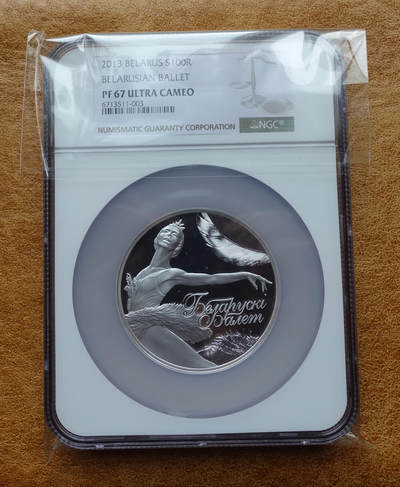 2013 BELARUS S100R
BELARUSIAN BALLET
PF 67 ULTRA CAMEO
6713511-003
NUMISMATIC GUARANTY CORPORATION
NGC®
Беларускі
Балет